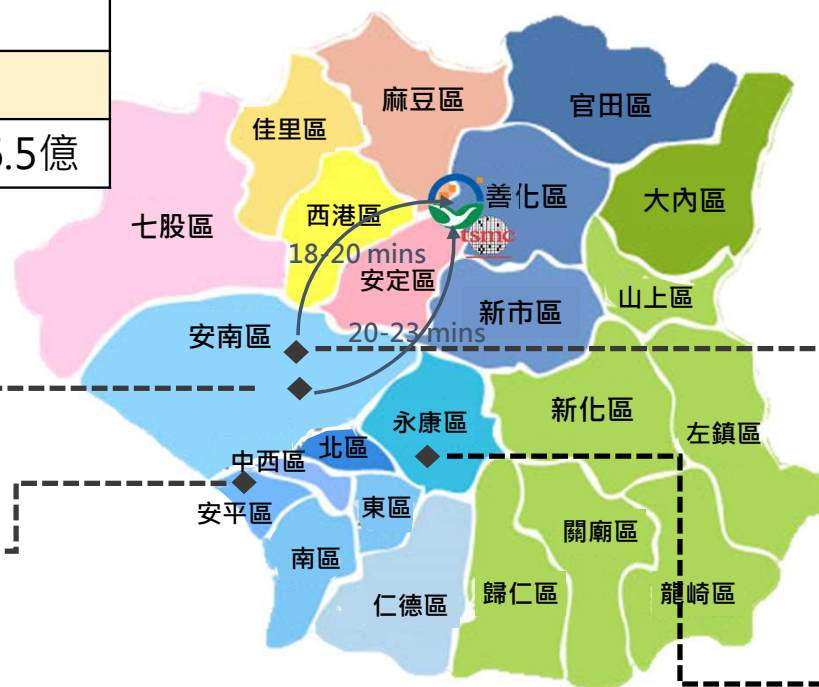 .5億
麻豆區
官田區
佳里區
善化區
大內區
西港區
七股區
tsmc
18-20 mins
安定區
山上區
新市區
安南區
20-23 mins
新化區
永康區
左鎮區
北區
中西區
東區
安平區
關廟區
南區
歸仁區
龍崎區
仁德區